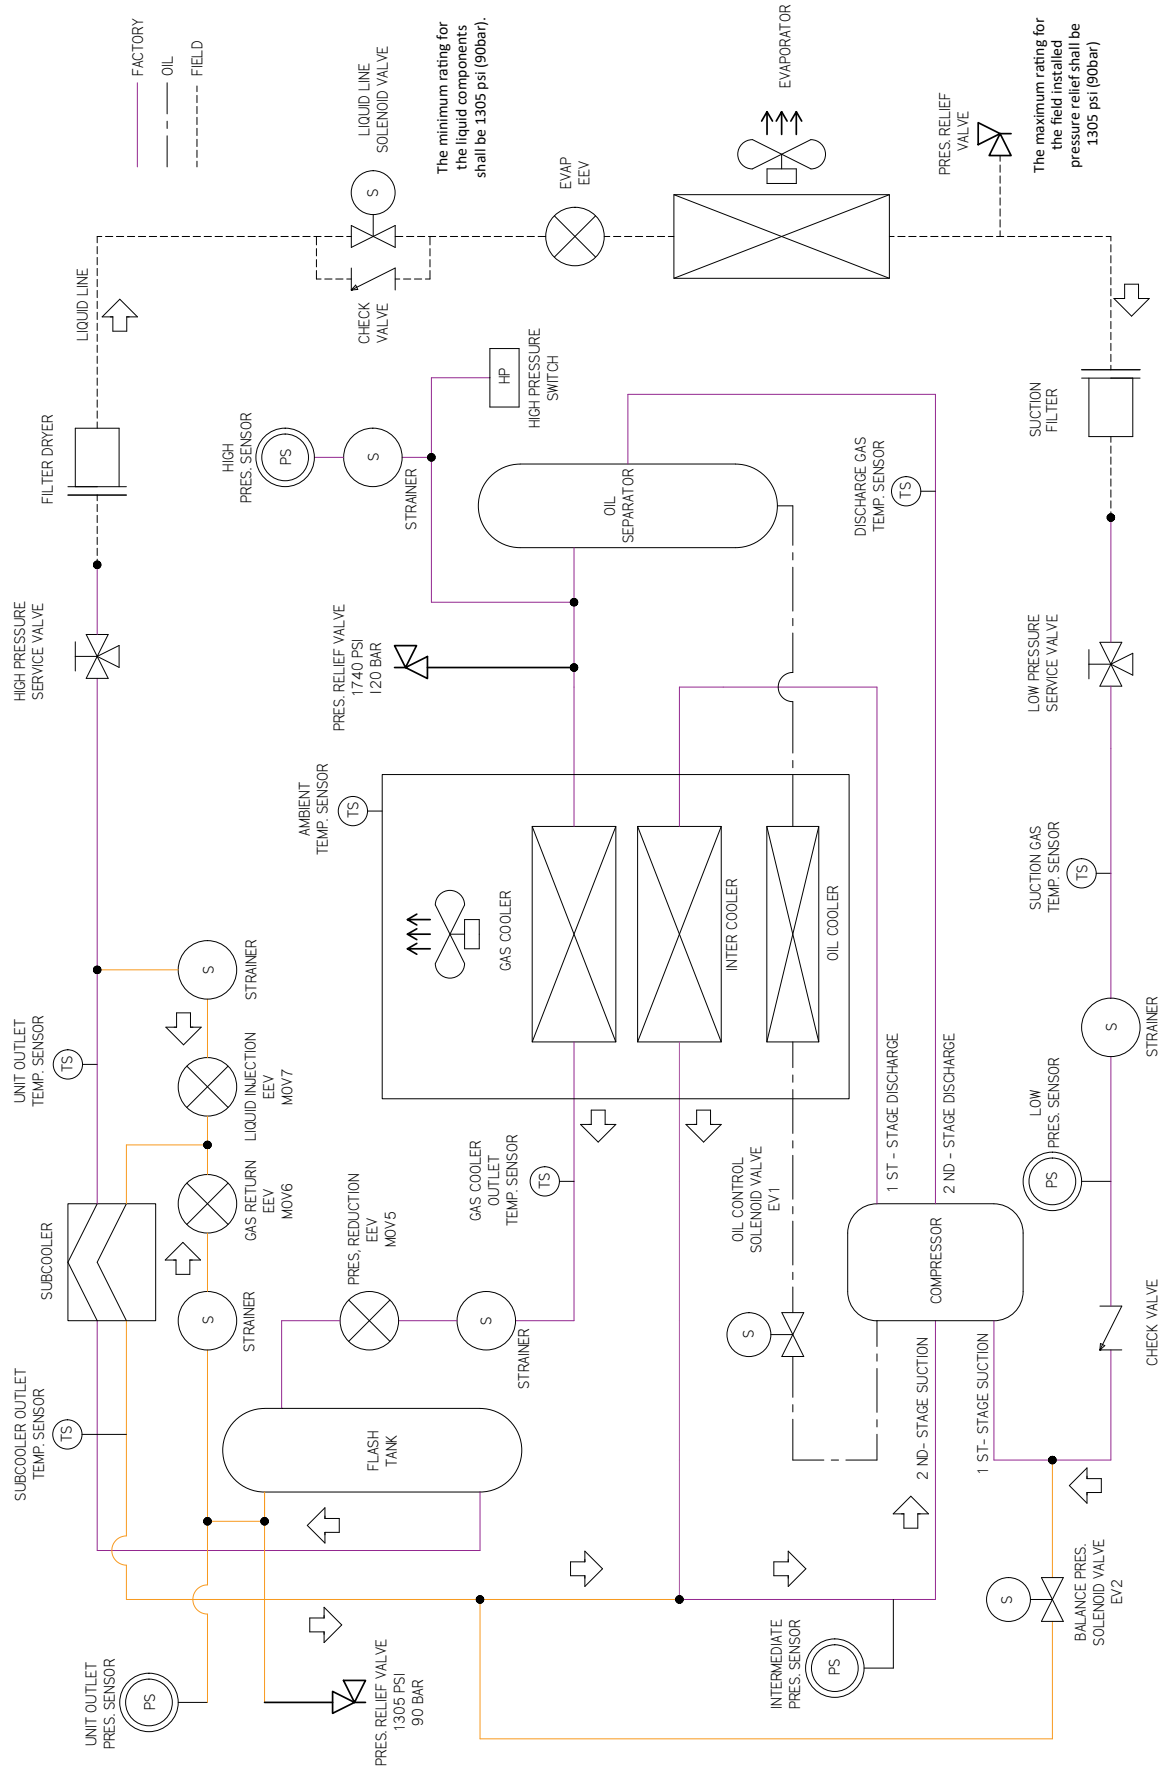 UNIT OUTLET
PRES. SENSOR
PS
SUBCOOLER OUTLET
TEMP. SENSOR
TS
SUBCOOLER
UNIT OUTLET
TEMP. SENSOR
TS
HIGH PRESSURE
SERVICE VALVE
FILTER DRYER
LIQUID LINE
FACTORY
OIL
FIELD
S
STRAINER
GAS RETURN
EEV
MOV6
LIQUID INJECTION
EEV
MOV7
S
STRAINER
HIGH
PRES. SENSOR
PS
S
STRAINER
HP
HIGH PRESSURE
SWITCH
CHECK
VALVE
LIQUID LINE
SOLENOID VALVE
S
The minimum rating for
the liquid components
shall be 1305 psi (90bar).
PRES. RELIEF VALVE
1305 PSI
90 BAR
FLASH
TANK
PRES, REDUCTION
EEV
MOV5
S
STRAINER
GAS COOLER
OUTLET
TEMP. SENSOR
TS
AMBIENT
TEMP. SENSOR
TS
PRES. RELIEF VALVE
1740 PSI
120 BAR
GAS COOLER
INTER COOLER
OIL COOLER
OIL
SEPARATOR
EVAP
EEV
EVAPORATOR
INTERMEDIATE
PRES. SENSOR
PS
OIL CONTROL
SOLENOID VALVE
EV1
S
1 ST - STAGE DISCHARGE
2 ND - STAGE DISCHARGE
COMPRESSOR
2 ND- STAGE SUCTION
1 ST- STAGE SUCTION
DISCHARGE GAS
TEMP. SENSOR
TS
PRES. RELIEF
VALVE
The maximum rating for
the field installed
pressure relief shall be
1305 psi (90bar)
S
BALANCE PRES.
SOLENOID VALVE
EV2
CHECK VALVE
LOW
PRES. SENSOR
PS
S
STRAINER
SUCTION GAS
TEMP. SENSOR
TS
LOW PRESSURE
SERVICE VALVE
SUCTION
FILTER